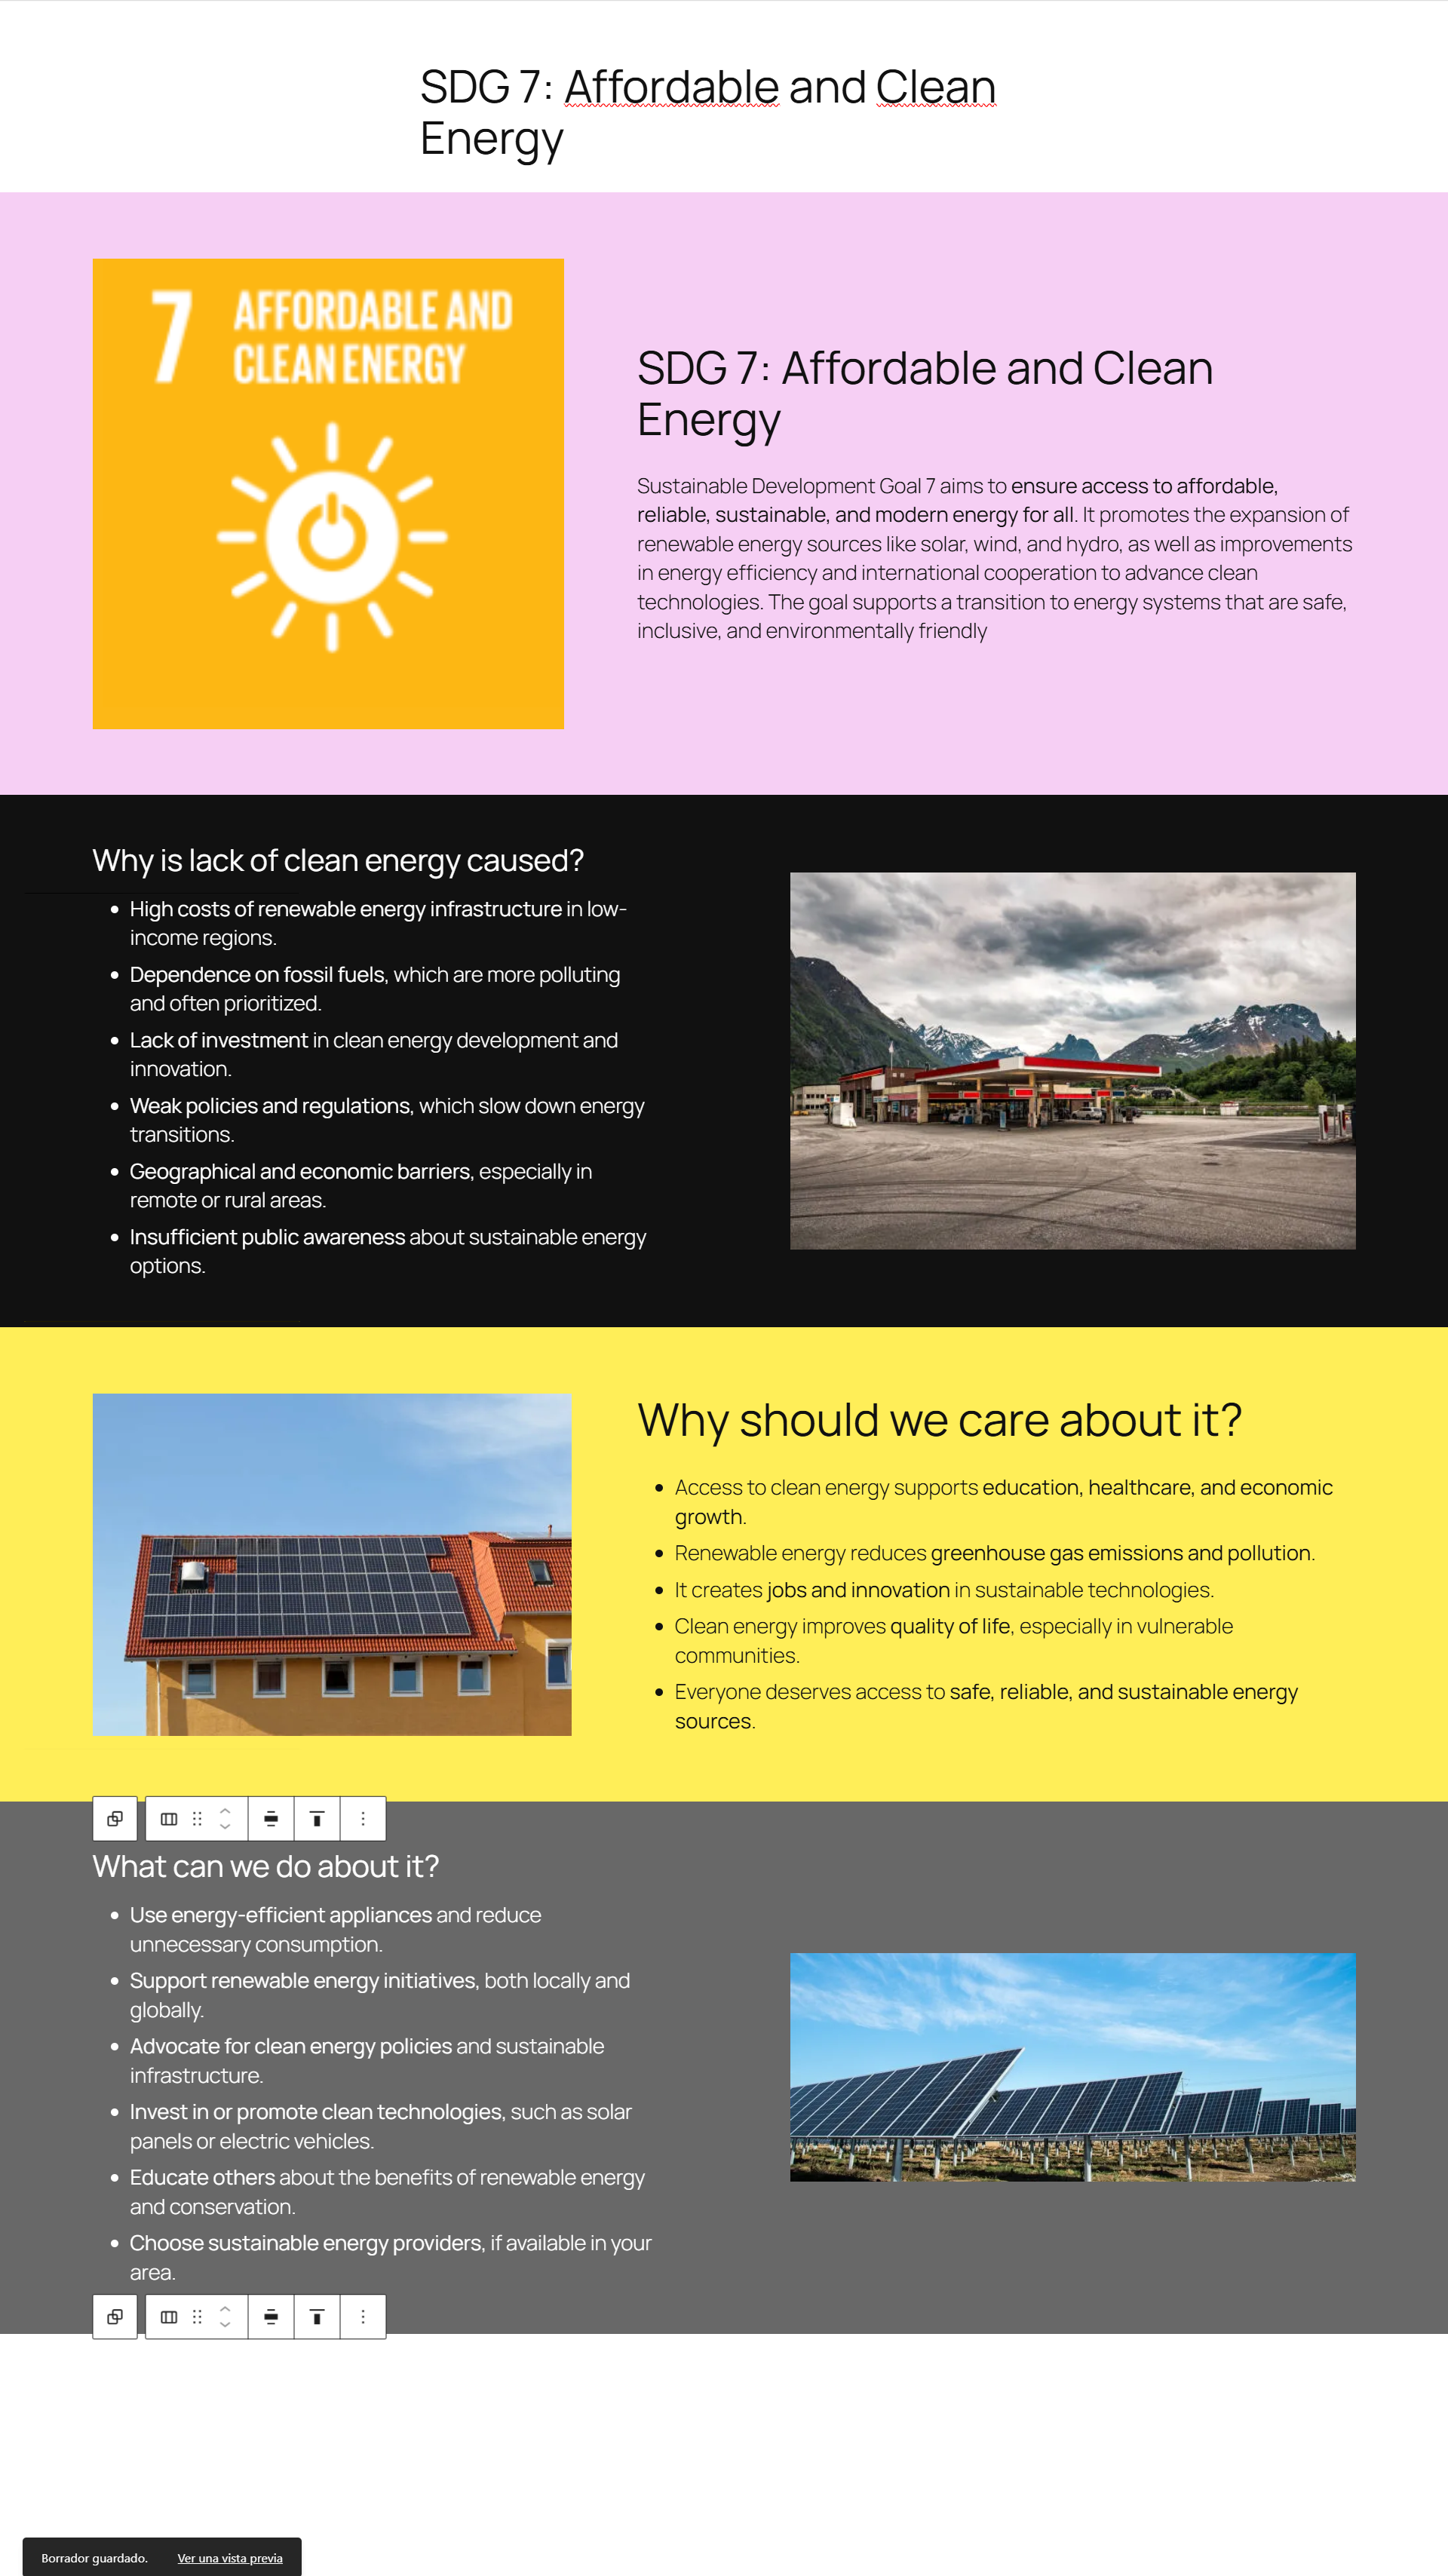 SDG 7: Affordable and Clean
Energy
7 AFFORDABLE AND
CLEAN ENERGY
SDG 7: Affordable and Clean
Energy
Sustainable Development Goal 7 aims to ensure access to affordable,
reliable, sustainable, and modern energy for all. It promotes the expansion of
renewable energy sources like solar, wind, and hydro, as well as improvements
in energy efficiency and international cooperation to advance clean
technologies. The goal supports a transition to energy systems that are safe,
inclusive, and environmentally friendly
Why is lack of clean energy caused?
• High costs of renewable energy infrastructure in low-
income regions.
• Dependence on fossil fuels, which are more polluting
and often prioritized.
• Lack of investment in clean energy development and
innovation.
• Weak policies and regulations, which slow down energy
transitions.
• Geographical and economic barriers, especially in
remote or rural areas.
• Insufficient public awareness about sustainable energy
options.
Why should we care about it?
• Access to clean energy supports education, healthcare, and economic
growth.
• Renewable energy reduces greenhouse gas emissions and pollution.
• It creates jobs and innovation in sustainable technologies.
• Clean energy improves quality of life, especially in vulnerable
communities.
• Everyone deserves access to safe, reliable, and sustainable energy
sources.
What can we do about it?
• Use energy-efficient appliances and reduce
unnecessary consumption.
• Support renewable energy initiatives, both locally and
globally.
• Advocate for clean energy policies and sustainable
infrastructure.
• Invest in or promote clean technologies, such as solar
panels or electric vehicles.
• Educate others about the benefits of renewable energy
and conservation.
• Choose sustainable energy providers, if available in your
area.
Borrador guardado. Ver una vista previa